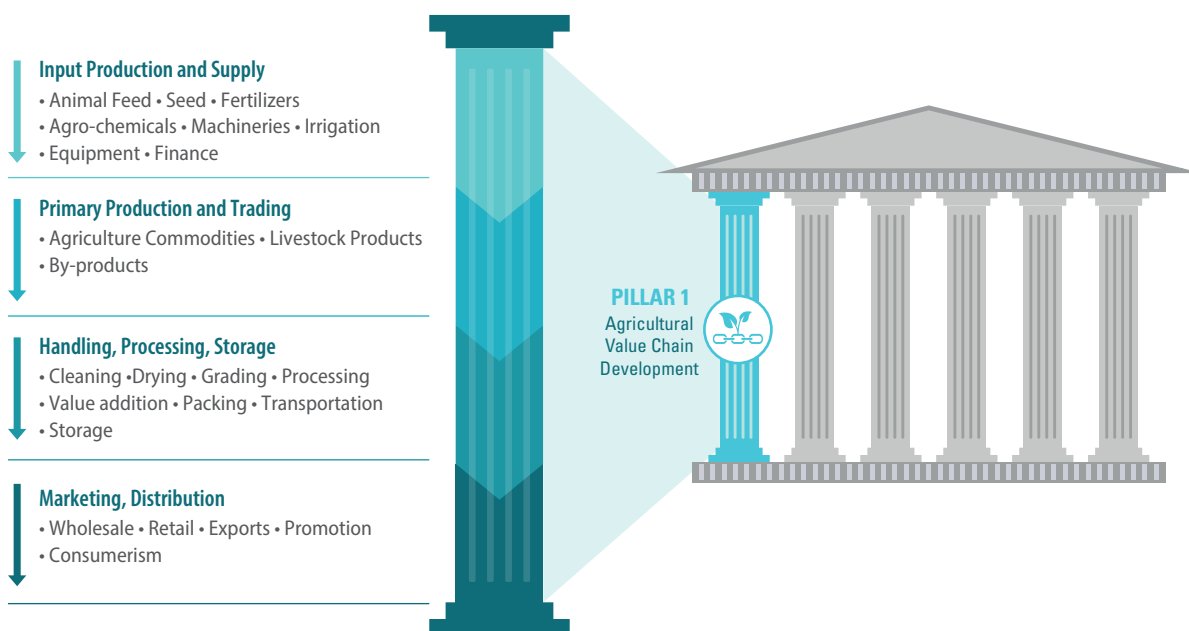 Input Production and Supply
• Animal Feed • Seed • Fertilizers
• Agro-chemicals • Machineries • Irrigation
• Equipment • Finance
Primary Production and Trading
• Agriculture Commodities • Livestock Products
• By-products
Handling, Processing, Storage
• Cleaning •Drying • Grading • Processing
• Value addition • Packing • Transportation
• Storage
Marketing, Distribution
• Wholesale • Retail • Exports • Promotion
• Consumerism
PILLAR 1
Agricultural
Value Chain
Development